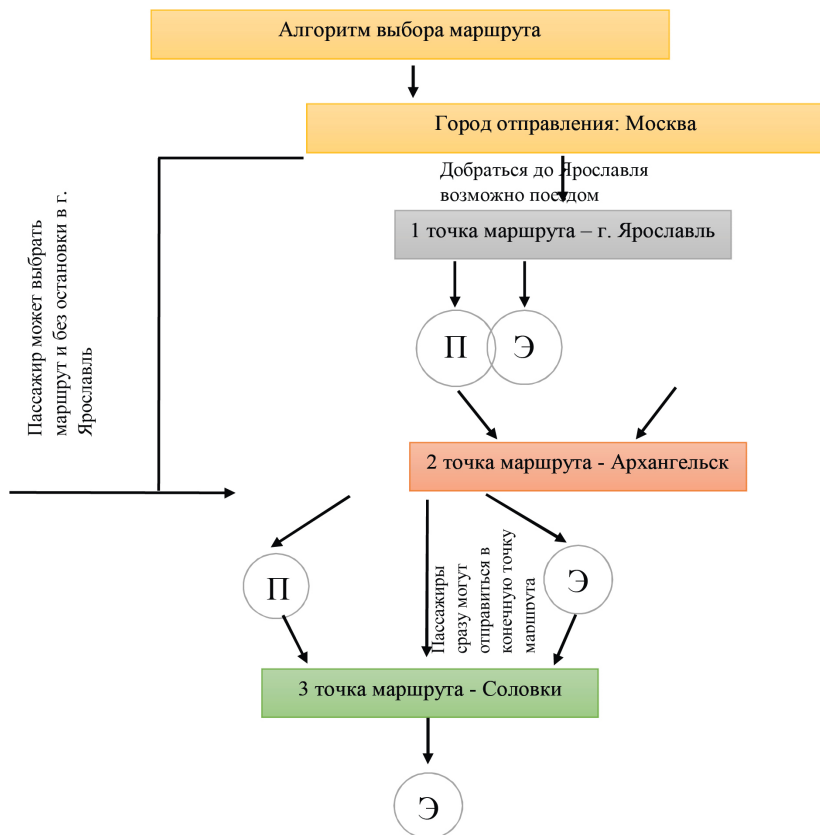 Алгоритм выбора маршрута
Город отправления: Москва
Добраться до Ярославля
возможно поездом
1 точка маршрута – г. Ярославль
П
Э
Пассажир может выбрать
маршрут и без остановки в г.
Ярославль
2 точка маршрута - Архангельск
П
Пассажиры
сразу могут
отправиться в
конечную точку
маршрута
Э
3 точка маршрута - Соловки
Э